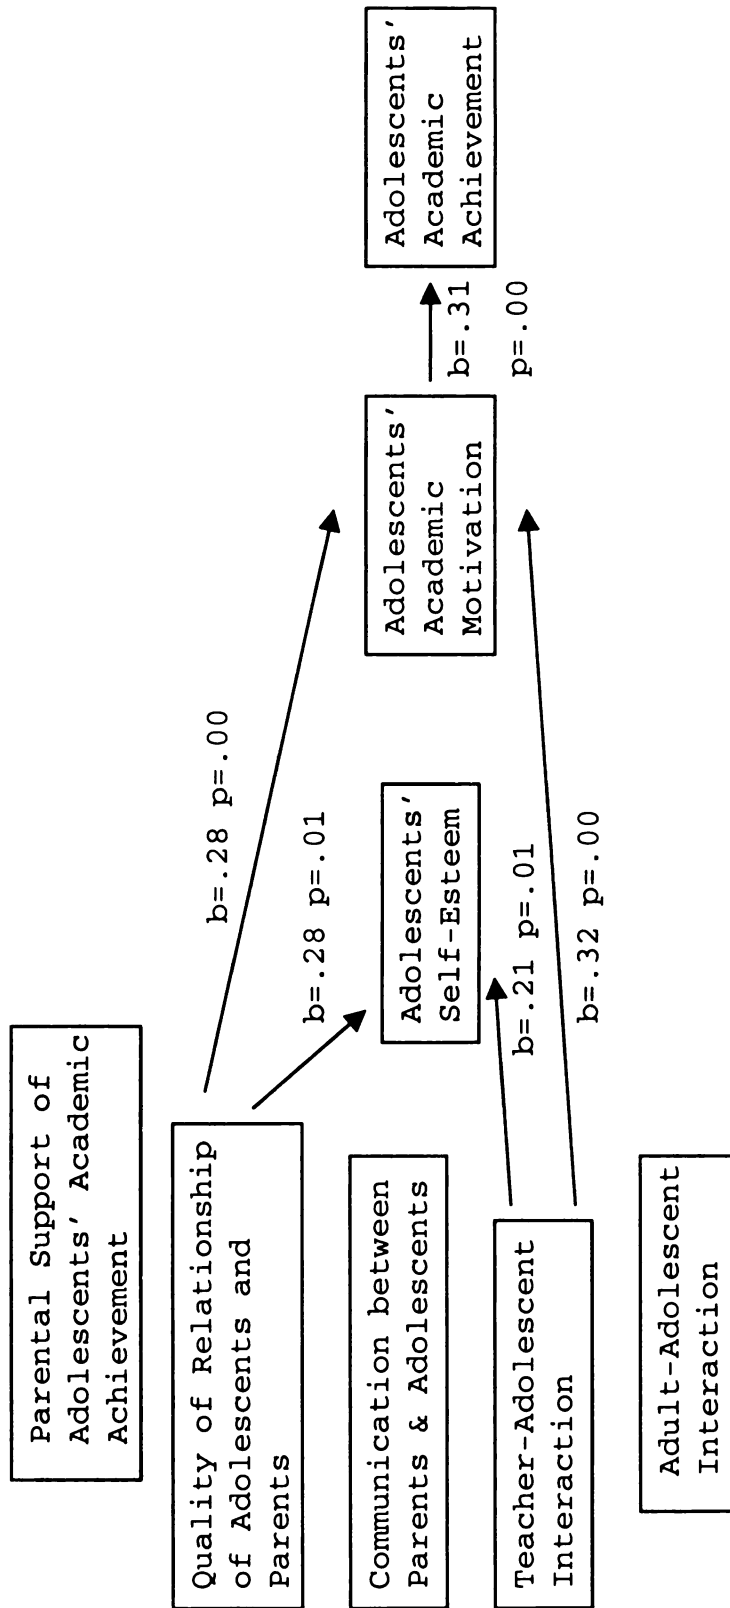 Parental Support of
Adolescents' Academic
Achievement
Quality of Relationship
of Adolescents and
Parents
Communication between
Parents & Adolescents
Teacher-Adolescent
Interaction
Adult-Adolescent
Interaction
b=.28 p=.00
b=.28 p=.01
Adolescents'
Self-Esteem
b=.21 p=.01
b=.32 p=.00
Adolescents'
Academic
Motivation
b=.31
p=.00
Adolescents'
Academic
Achievement